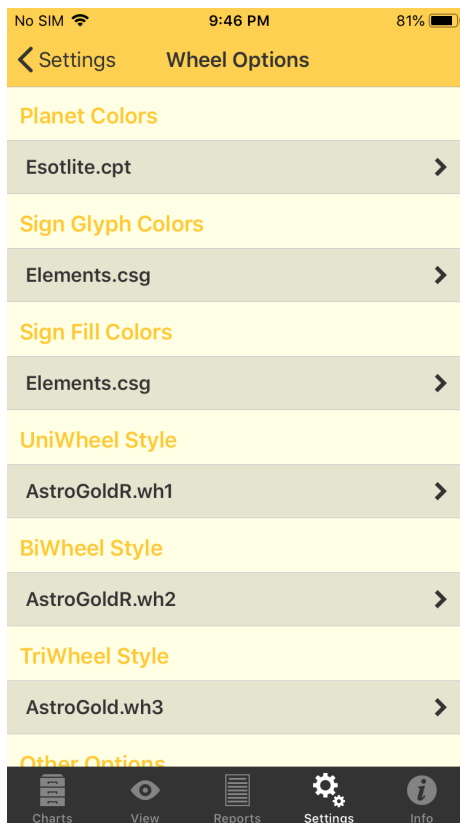 No SIM 9:46 PM 81%
Settings Wheel Options
Planet Colors
Esotlite.cpt
Sign Glyph Colors
Elements.csg
Sign Fill Colors
Elements.csg
UniWheel Style
AstroGoldR.wh1
BiWheel Style
AstroGoldR.wh2
TriWheel Style
AstroGold.wh3
Other Options
Charts View Reports Settings Info